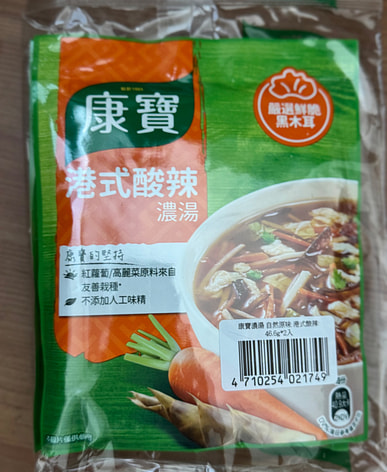 康寶
嚴選鮮脆
黑木耳
港式酸辣
濃湯
康寶的堅持
紅蘿蔔/高麗菜原料來自
友善栽種*
不添加人工味精
康寶濃湯 自然原味 港式酸辣
46.6g*2入
4 710254 021749